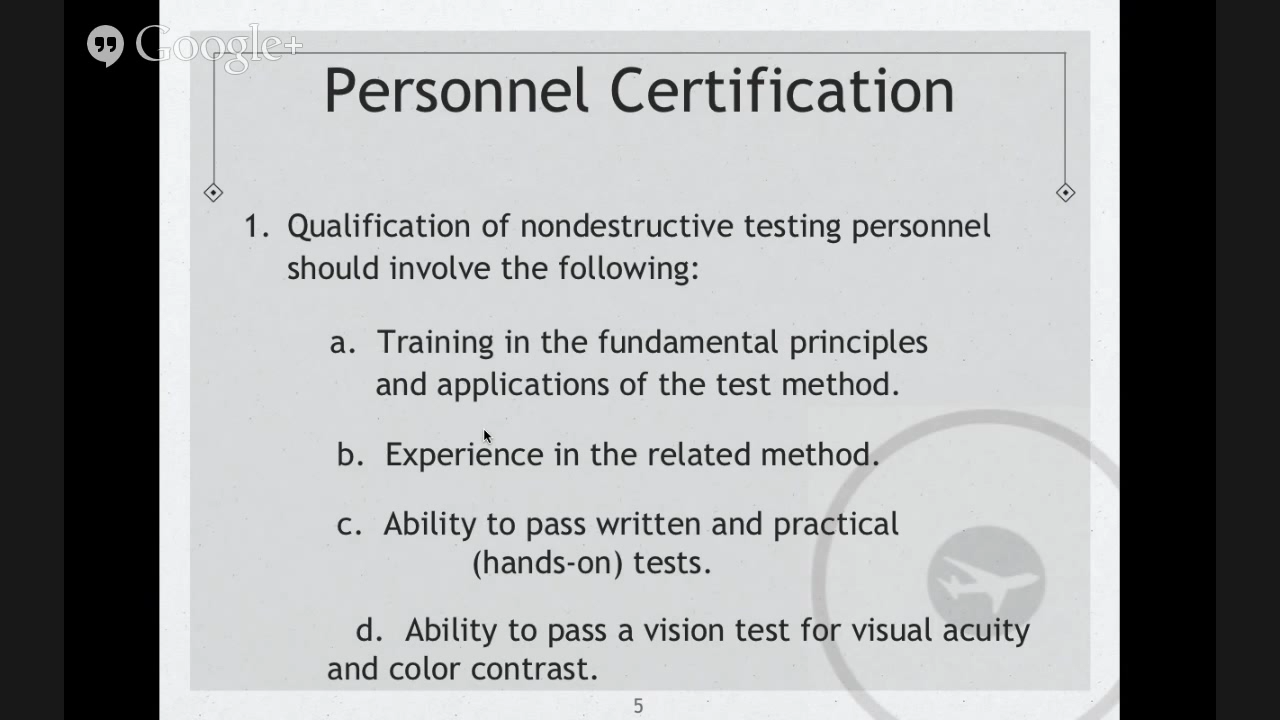 Google+
Personnel Certification
1. Qualification of nondestructive testing personnel
should involve the following:
a. Training in the fundamental principles
and applications of the test method.
b. Experience in the related method.
c. Ability to pass written and practical
(hands-on) tests.
d. Ability to pass a vision test for visual acuity
and color contrast.
5